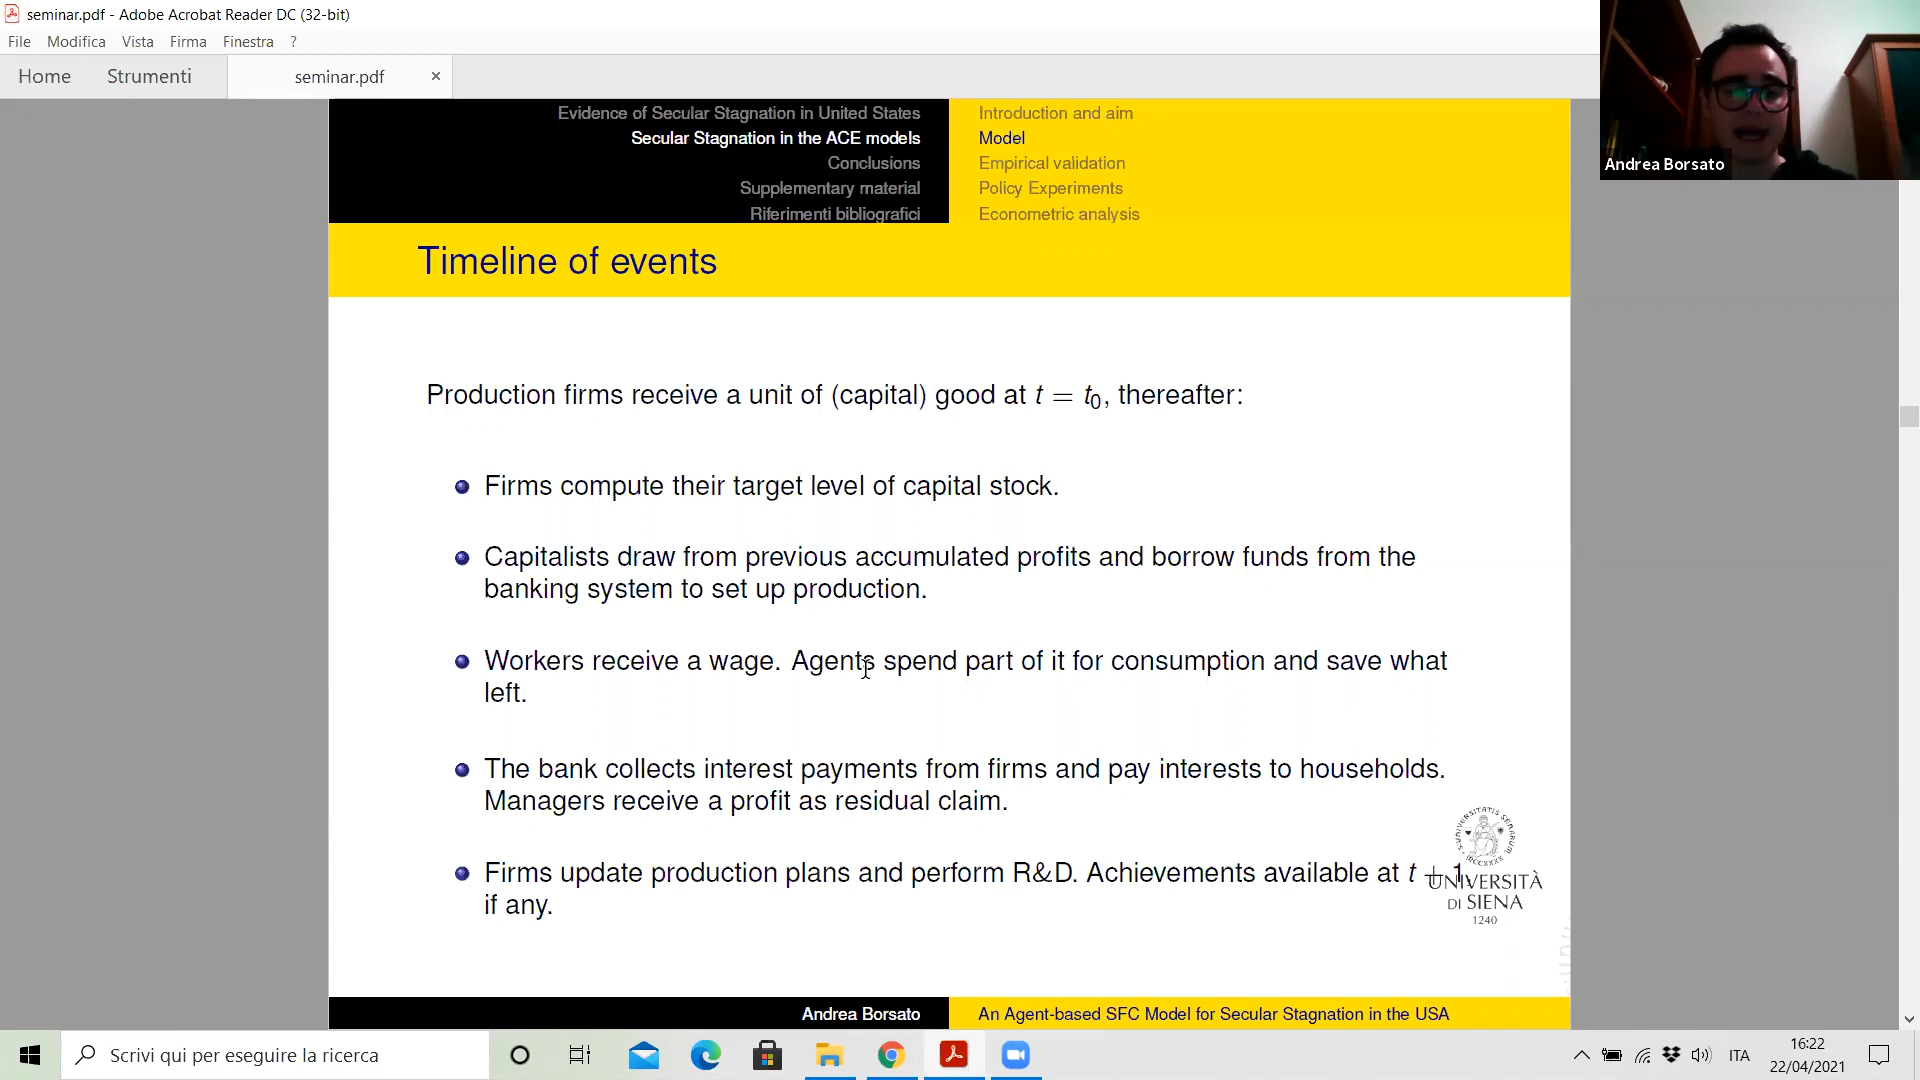 seminar.pdf - Adobe Acrobat Reader DC (32-bit)
File Modifica Vista Firma Finestra ?
Home Strumenti seminar.pdf ×
Andrea Borsato
Evidence of Secular Stagnation in United States
Secular Stagnation in the ACE models
Conclusions
Supplementary material
Riferimenti bibliografici
Introduction and aim
Model
Empirical validation
Policy Experiments
Econometric analysis
Timeline of events
Production firms receive a unit of (capital) good at t = t₀, thereafter:
Firms compute their target level of capital stock.
Capitalists draw from previous accumulated profits and borrow funds from the
banking system to set up production.
Workers receive a wage. Agents spend part of it for consumption and save what
left.
The bank collects interest payments from firms and pay interests to households.
Managers receive a profit as residual claim.
Firms update production plans and perform R&D. Achievements available at t + 1,
if any.
UNIVERSITÀ
DI SIENA
1240
Andrea Borsato
An Agent-based SFC Model for Secular Stagnation in the USA
Scrivi qui per eseguire la ricerca
ITA
16:22
22/04/2021